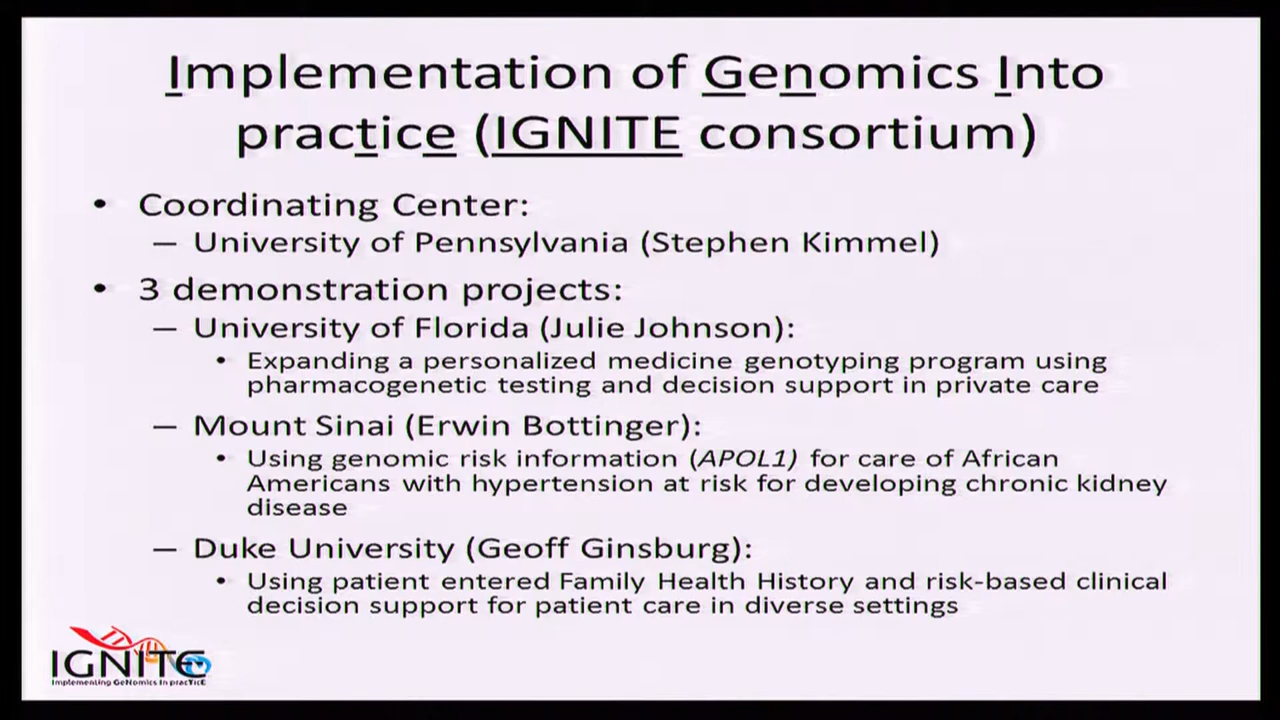 Implementation of Genomics Into
practice (IGNITE consortium)
• Coordinating Center:
– University of Pennsylvania (Stephen Kimmel)
• 3 demonstration projects:
– University of Florida (Julie Johnson):
• Expanding a personalized medicine genotyping program using
pharmacogenetic testing and decision support in private care
– Mount Sinai (Erwin Bottinger):
• Using genomic risk information (APOL1) for care of African
Americans with hypertension at risk for developing chronic kidney
disease
– Duke University (Geoff Ginsburg):
• Using patient entered Family Health History and risk-based clinical
decision support for patient care in diverse settings
IGNITE
Implementing GeNomics In pracTicE